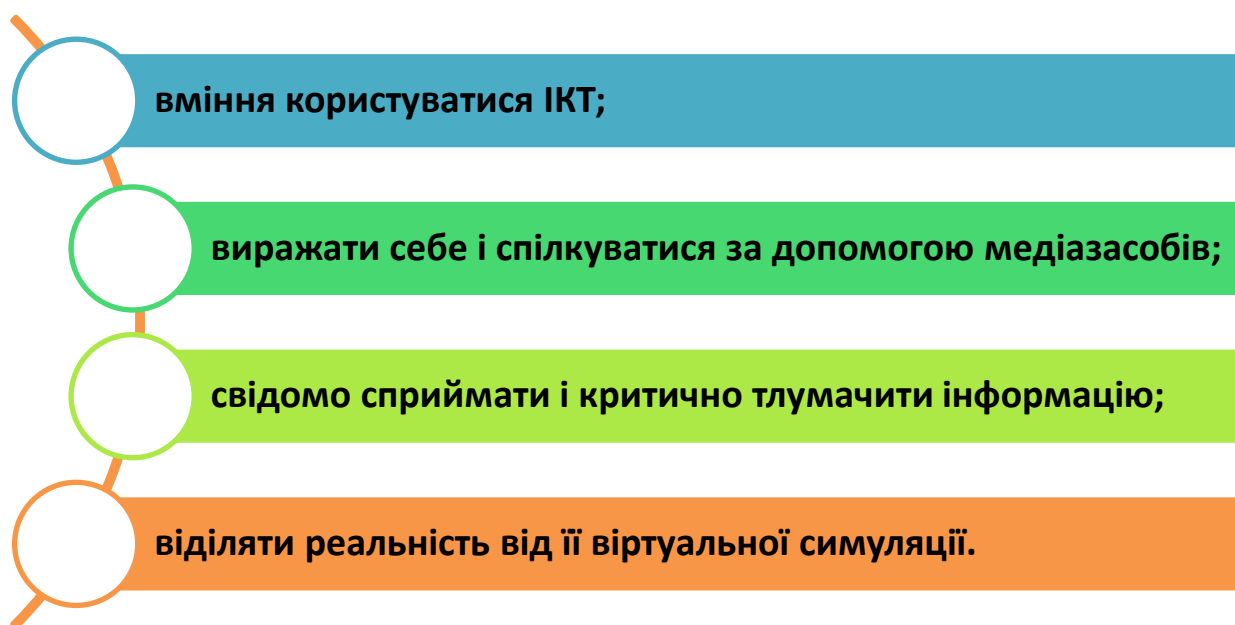 вміння користуватися ІКТ;
виражати себе і спілкуватися за допомогою медіазасобів;
свідомо сприймати і критично тлумачити інформацію;
віділяти реальність від її віртуальної симуляції.